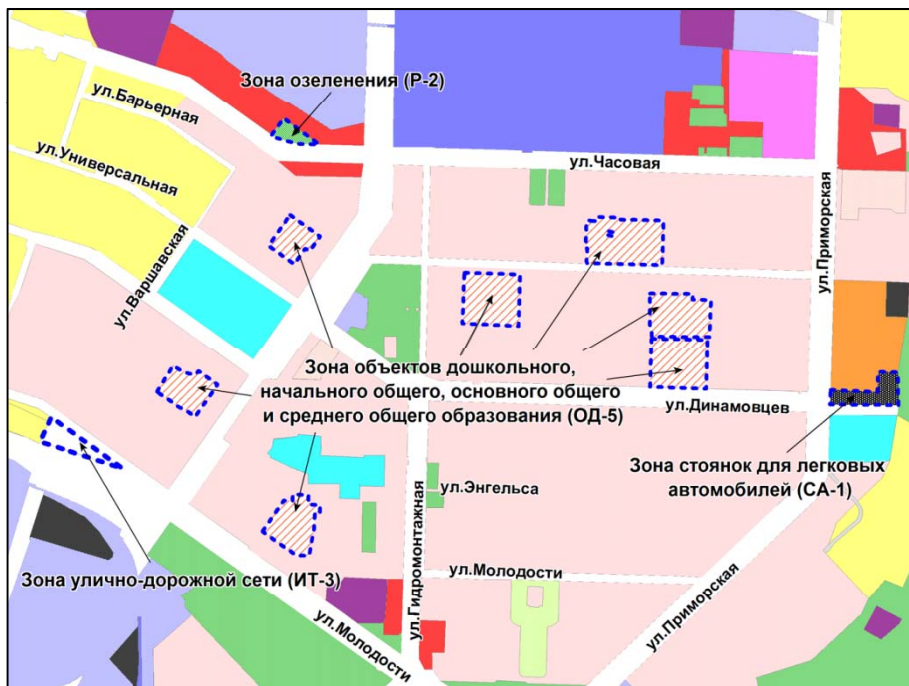 Зона озеленения (Р-2)
ул.Барьерная
ул.Универсальная
ул.Часовая
ул.Варшавская
ул.Приморская
Зона объектов дошкольного,
начального общего, основного общего
и среднего общего образования (ОД-5)
ул.Динамовцев
Зона стоянок для легковых
автомобилей (СА-1)
ул.Энгельса
ул.Гидромонтажная
Зона улично-дорожной сети (ИТ-3)
ул.Молодости
ул.Молодости
ул.Приморская